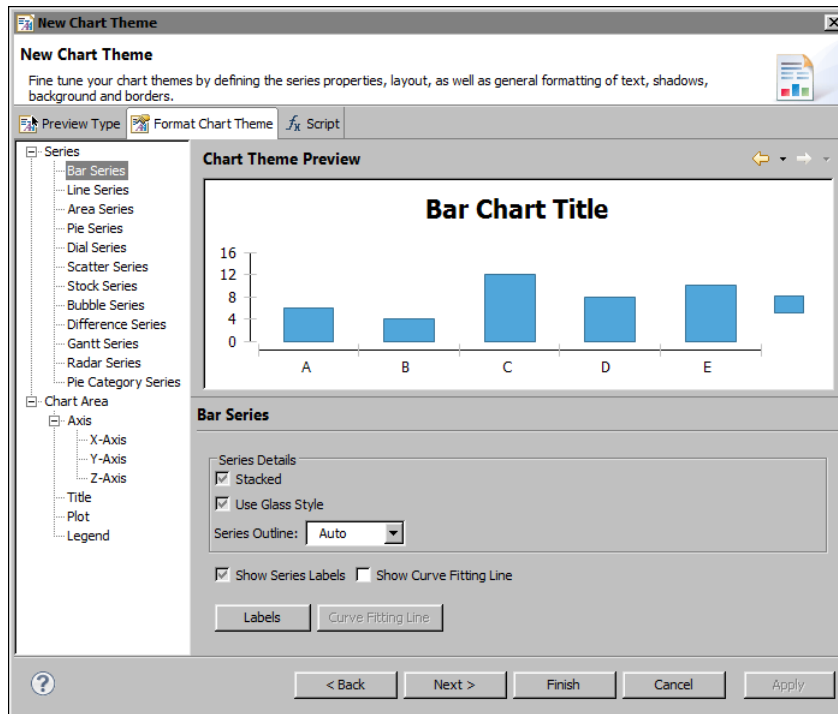 New Chart Theme
New Chart Theme
Fine tune your chart themes by defining the series properties, layout, as well as general formatting of text, shadows,
background and borders.
Preview Type Format Chart Theme fx Script
Series
Bar Series
Line Series
Area Series
Pie Series
Dial Series
Scatter Series
Stock Series
Bubble Series
Difference Series
Gantt Series
Radar Series
Pie Category Series
Chart Area
Axis
X-Axis
Y-Axis
Z-Axis
Title
Plot
Legend
Chart Theme Preview
Bar Chart Title
16
12
8
4
0
A B C D E
Bar Series
Series Details
Stacked
Use Glass Style
Series Outline: Auto
Show Series Labels Show Curve Fitting Line
Labels Curve Fitting Line
? < Back Next > Finish Cancel Apply